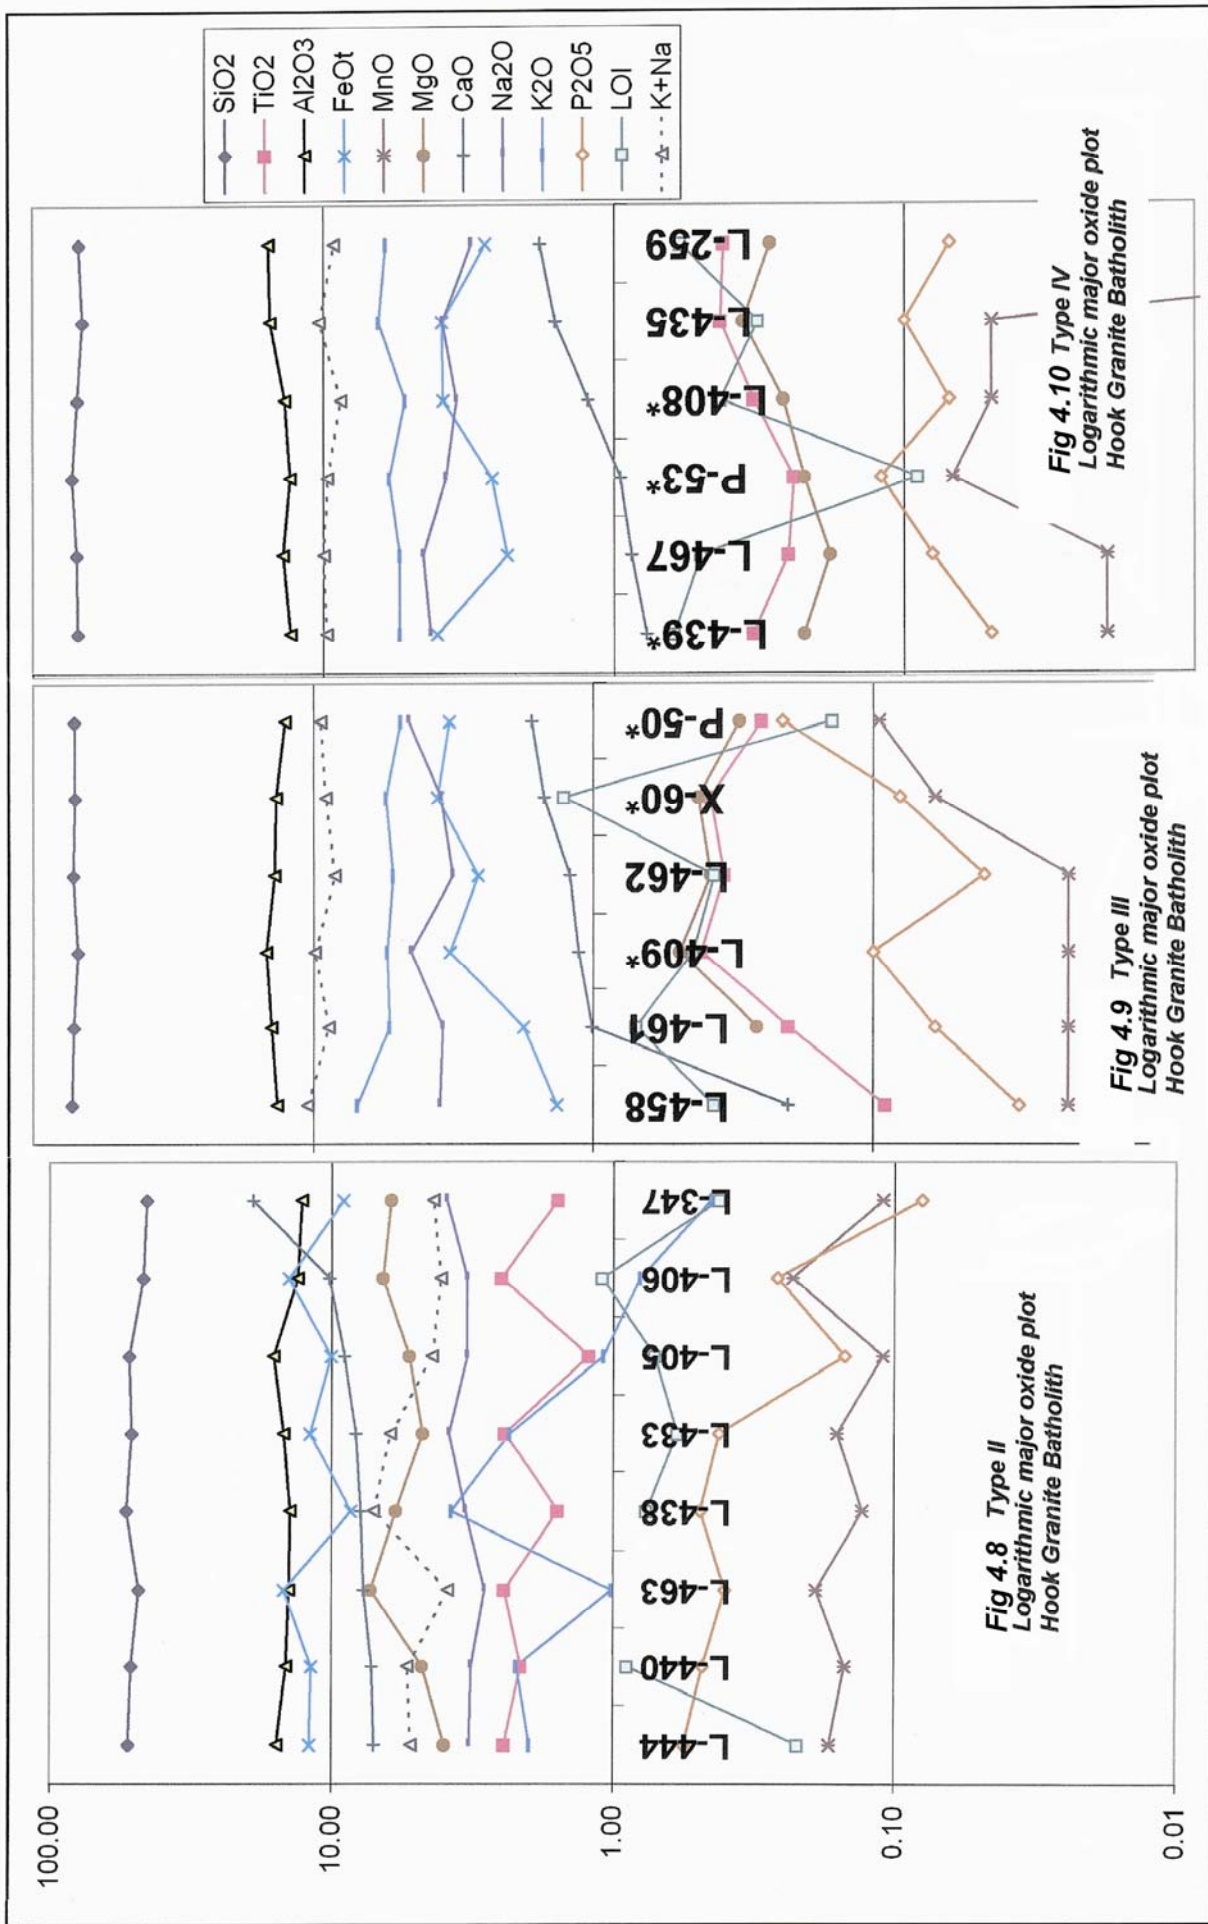 100.00
10.00
1.00
0.10
0.01
L-444
L-440
L-463
L-438
L-433
L-405
L-406
L-347
Fig 4.8 Type II
Logarithmic major oxide plot
Hook Granite Batholith
L-458
L-461
L-409*
L-462
X-60*
P-50*
Fig 4.9 Type III
Logarithmic major oxide plot
Hook Granite Batholith
L-439*
L-467
P-53*
L-408*
L-435
L-259
Fig 4.10 Type IV
Logarithmic major oxide plot
Hook Granite Batholith
SiO2
TiO2
Al2O3
FeOt
MnO
MgO
CaO
Na2O
K2O
P2O5
LOI
K+Na